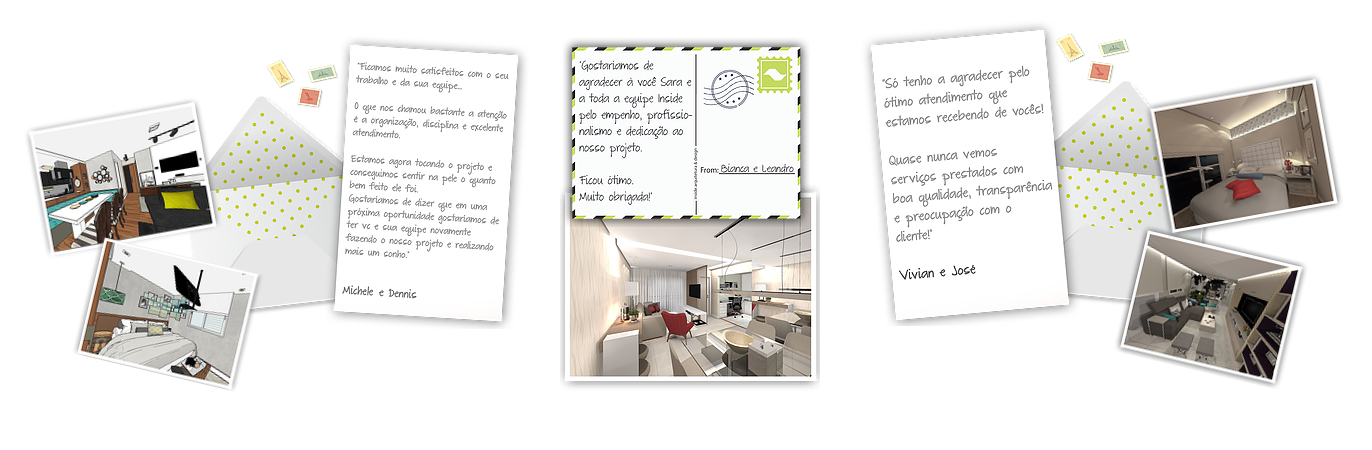 "Ficamos muito satisfeitos com o seu
trabalho e da sua equipe...
O que nos chamou bastante a atenção
é a organização, disciplina e excelente
atendimento.
Estamos agora tocando o projeto e
conseguimos sentir na pele o quanto
bem feito ele foi.
Gostaríamos de dizer que em uma
próxima oportunidade gostaríamos de
ter vc e sua equipe novamente
fazendo o nosso projeto e realizando
mais um sonho."
Michele e Dennis
"Gostaríamos de
agradecer à você Sara e
a toda a equipe Inside
pelo empenho, profissio-
nalismo e dedicação ao
nosso projeto.
Ficou ótimo.
Muito obrigada!"
inside arquitetura & design
From: Bianca e Leandro
"Só tenho a agradecer pelo
ótimo atendimento que
estamos recebendo de vocês!
Quase nunca vemos
serviços prestados com
boa qualidade, transparência
e preocupação com o
cliente!"
Vivian e José